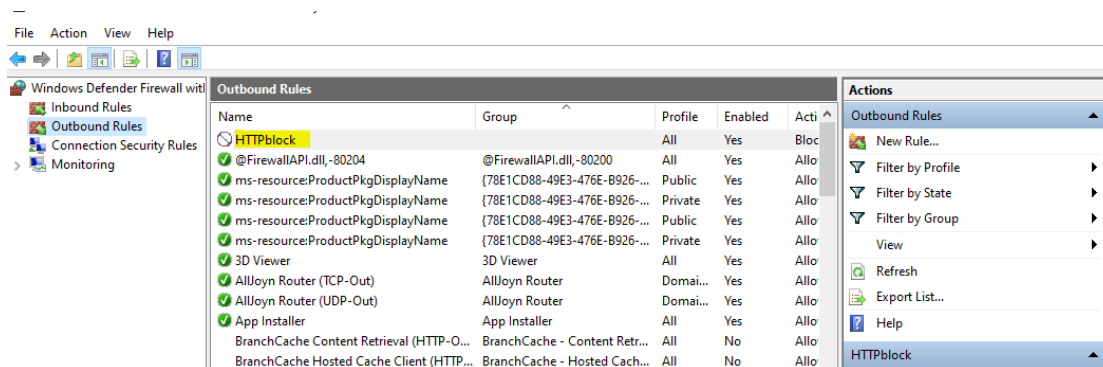 File Action View Help
Windows Defender Firewall witl
Inbound Rules
Outbound Rules
Connection Security Rules
Monitoring
Outbound Rules
Name Group Profile Enabled Acti
HTTPblock All Yes Bloc
@FirewallAPI.dll,-80204 @FirewallAPI.dll,-80200 All Yes Allo
ms-resource:ProductPkgDisplayName {78E1CD88-49E3-476E-B926-... Public Yes Allo
ms-resource:ProductPkgDisplayName {78E1CD88-49E3-476E-B926-... Private Yes Allo
ms-resource:ProductPkgDisplayName {78E1CD88-49E3-476E-B926-... Public Yes Allo
ms-resource:ProductPkgDisplayName {78E1CD88-49E3-476E-B926-... Private Yes Allo
3D Viewer 3D Viewer All Yes Allo
AllJoyn Router (TCP-Out) AllJoyn Router Domai... Yes Allo
AllJoyn Router (UDP-Out) AllJoyn Router Domai... Yes Allo
App Installer App Installer All Yes Allo
BranchCache Content Retrieval (HTTP-O... BranchCache - Content Retr... All No Allo
BranchCache Hosted Cache Client (HTTP... BranchCache - Hosted Cach... All No Allo
Actions
Outbound Rules
New Rule...
Filter by Profile
Filter by State
Filter by Group
View
Refresh
Export List...
Help
HTTPblock